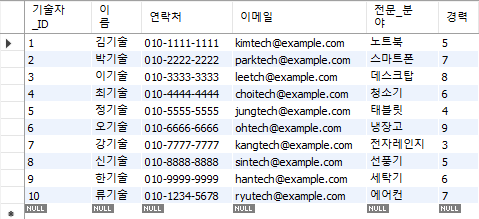 기술자_ID 이름 연락처 이메일 전문_분야 경력
1 김기술 010-1111-1111 kimtech@example.com 노트북 5
2 박기술 010-2222-2222 parktech@example.com 스마트폰 7
3 이기술 010-3333-3333 leetch@example.com 데스크탑 8
4 최기술 010-4444-4444 choitech@example.com 청소기 6
5 정기술 010-5555-5555 jungtech@example.com 태블릿 4
6 오기술 010-6666-6666 ohtech@example.com 냉장고 9
7 강기술 010-7777-7777 kangtech@example.com 전자레인지 3
8 신기술 010-8888-8888 sintech@example.com 선풍기 5
9 한기술 010-9999-9999 hantech@example.com 세탁기 6
10 류기술 010-1234-5678 ryutech@example.com 에어컨 7
NULL NULL NULL NULL NULL NULL